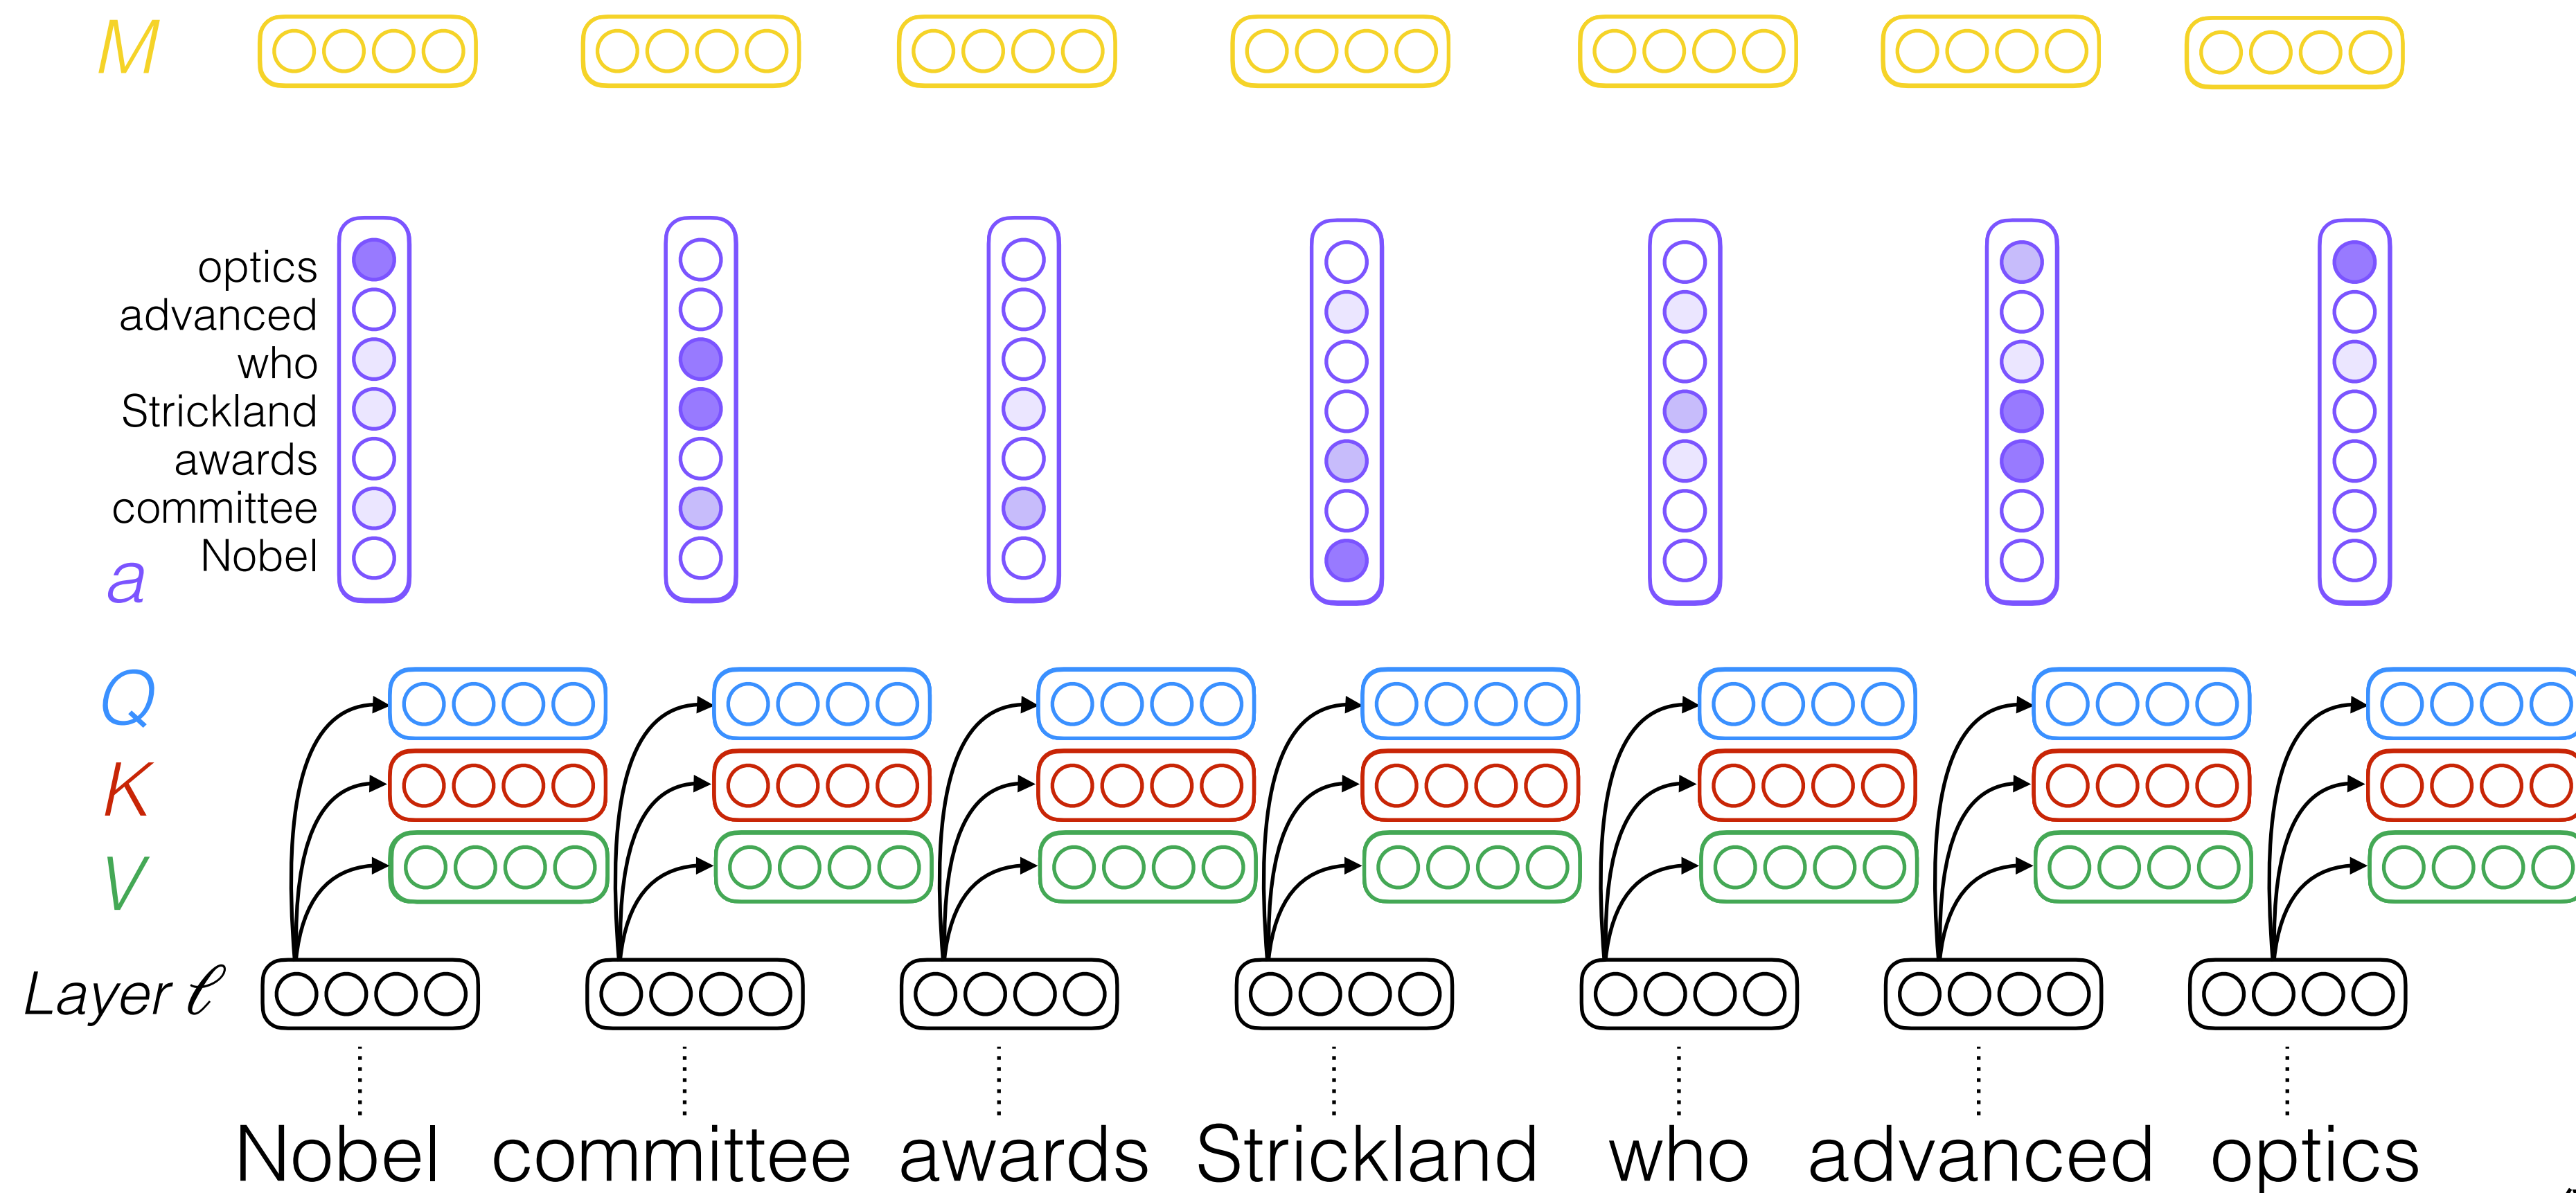 M
optics
advanced
who
Strickland
awards
committee
Nobel
a
Q
K
V
Layer ℓ
Nobel committee awards Strickland who advanced optics